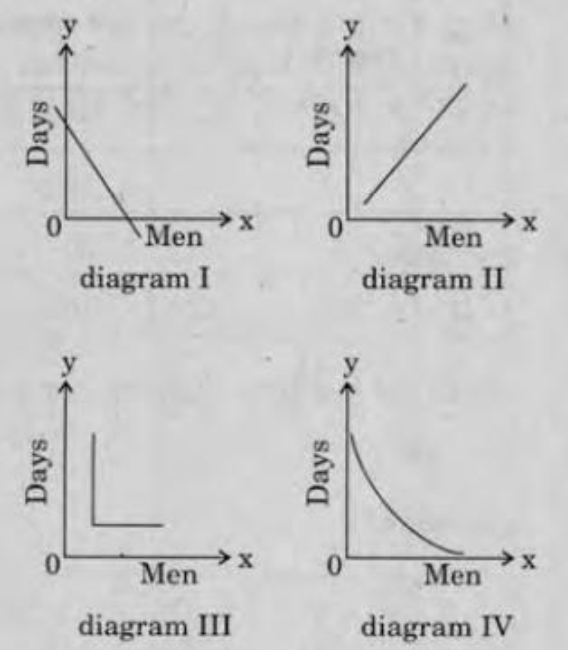 y
Days
0
Men
x
diagram I
y
Days
0
Men
x
diagram II
y
Days
0
Men
x
diagram III
y
Days
0
Men
x
diagram IV